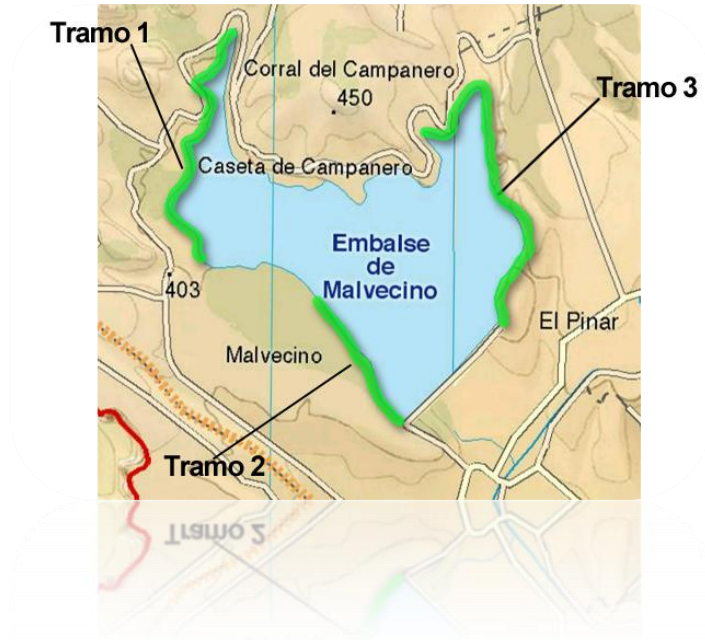 Tramo 1
Corral del Campanero
450
Tramo 3
Caseta de Campanero
Embalse
de
Malvecino
403
El Pinar
Malvecino
Tramo 2
Tramo 2